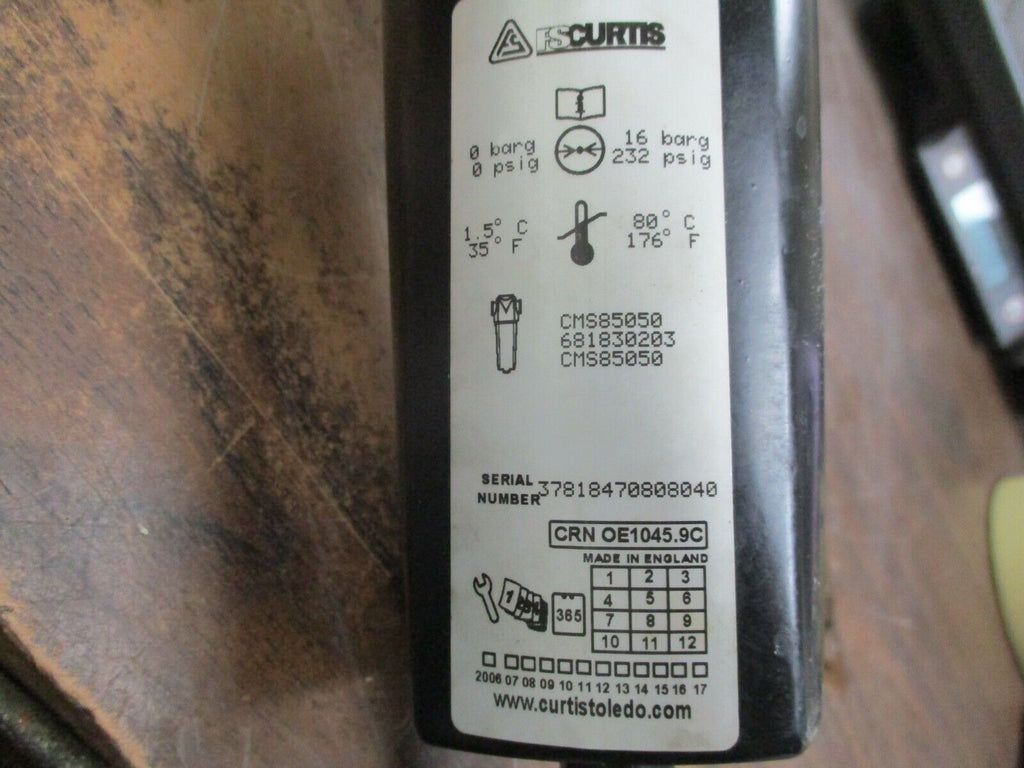 FSCURTIS
0 barg 16 barg
0 psig 232 psig
1.5° C 80° C
35° F 176° F
CMS85050
681830203
CMS85050
SERIAL
NUMBER 37818470808040
CRN OE1045.9C
MADE IN ENGLAND
1 2 3
4 5 6
7 8 9
10 11 12
1
365
2006 07 08 09 10 11 12 13 14 15 16 17
www.curtistoledo.com